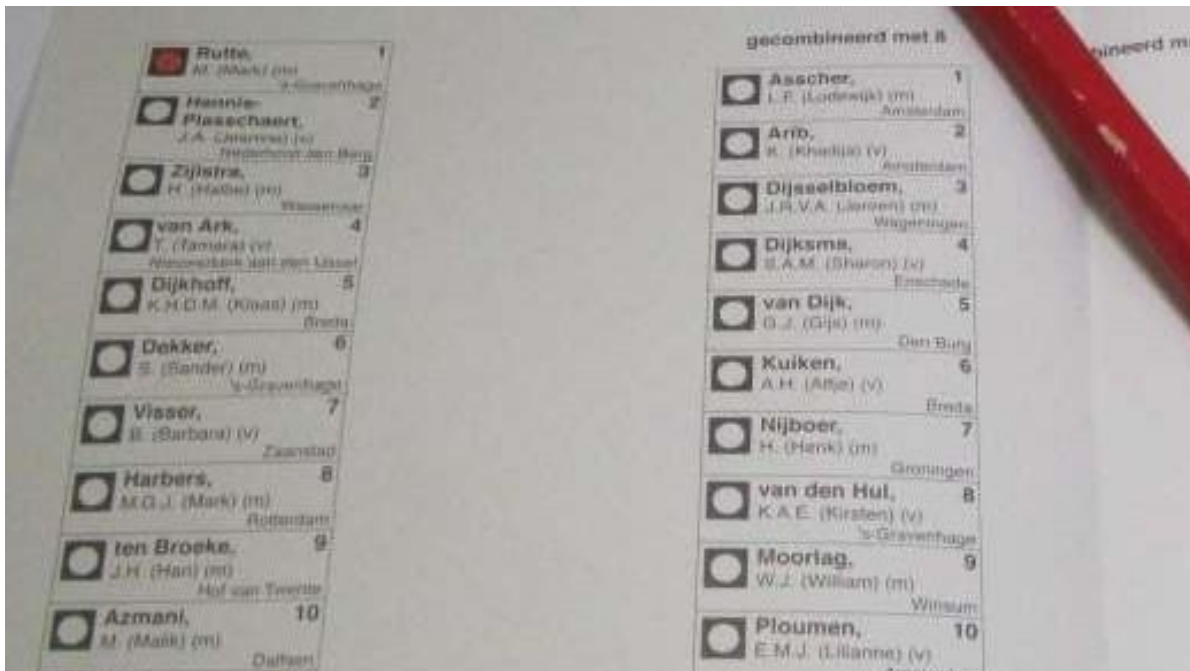 Rutte, 1
M. (Mark) (m)
's-Gravenhage
Hennis- 2
Plasschaert,
J.A. (Jeanine) (v)
Nederhorst den Berg
Zijlstra, 3
H. (Halbe) (m)
Wassenaar
van Ark, 4
T. (Tamara) (v)
Nieuwerkerk aan den IJssel
Dijkhoff, 5
K.H.D.M. (Klaas) (m)
Breda
Dekker, 6
S. (Sander) (m)
's-Gravenhage
Visser, 7
B. (Barbara) (v)
Zaanstad
Harbers, 8
M.G.J. (Mark) (m)
Rotterdam
ten Broeke, 9
J.H. (Han) (m)
Hof van Twente
Azmani, 10
M. (Malik) (m)
Dalfsen
gecombineerd met 8
Asscher, 1
L.F. (Lodewijk) (m)
Amsterdam
Arib, 2
K. (Khadija) (v)
Amsterdam
Dijsselbloem, 3
J.R.V.A. (Jeroen) (m)
Wageningen
Dijksma, 4
S.A.M. (Sharon) (v)
Enschede
van Dijk, 5
G.J. (Gijs) (m)
Den Burg
Kuiken, 6
A.H. (Attje) (v)
Breda
Nijboer, 7
H. (Henk) (m)
Groningen
van den Hul, 8
K.A.E. (Kirsten) (v)
's-Gravenhage
Moorlag, 9
W.J. (William) (m)
Winsum
Ploumen, 10
E.M.J. (Lilianne) (v)